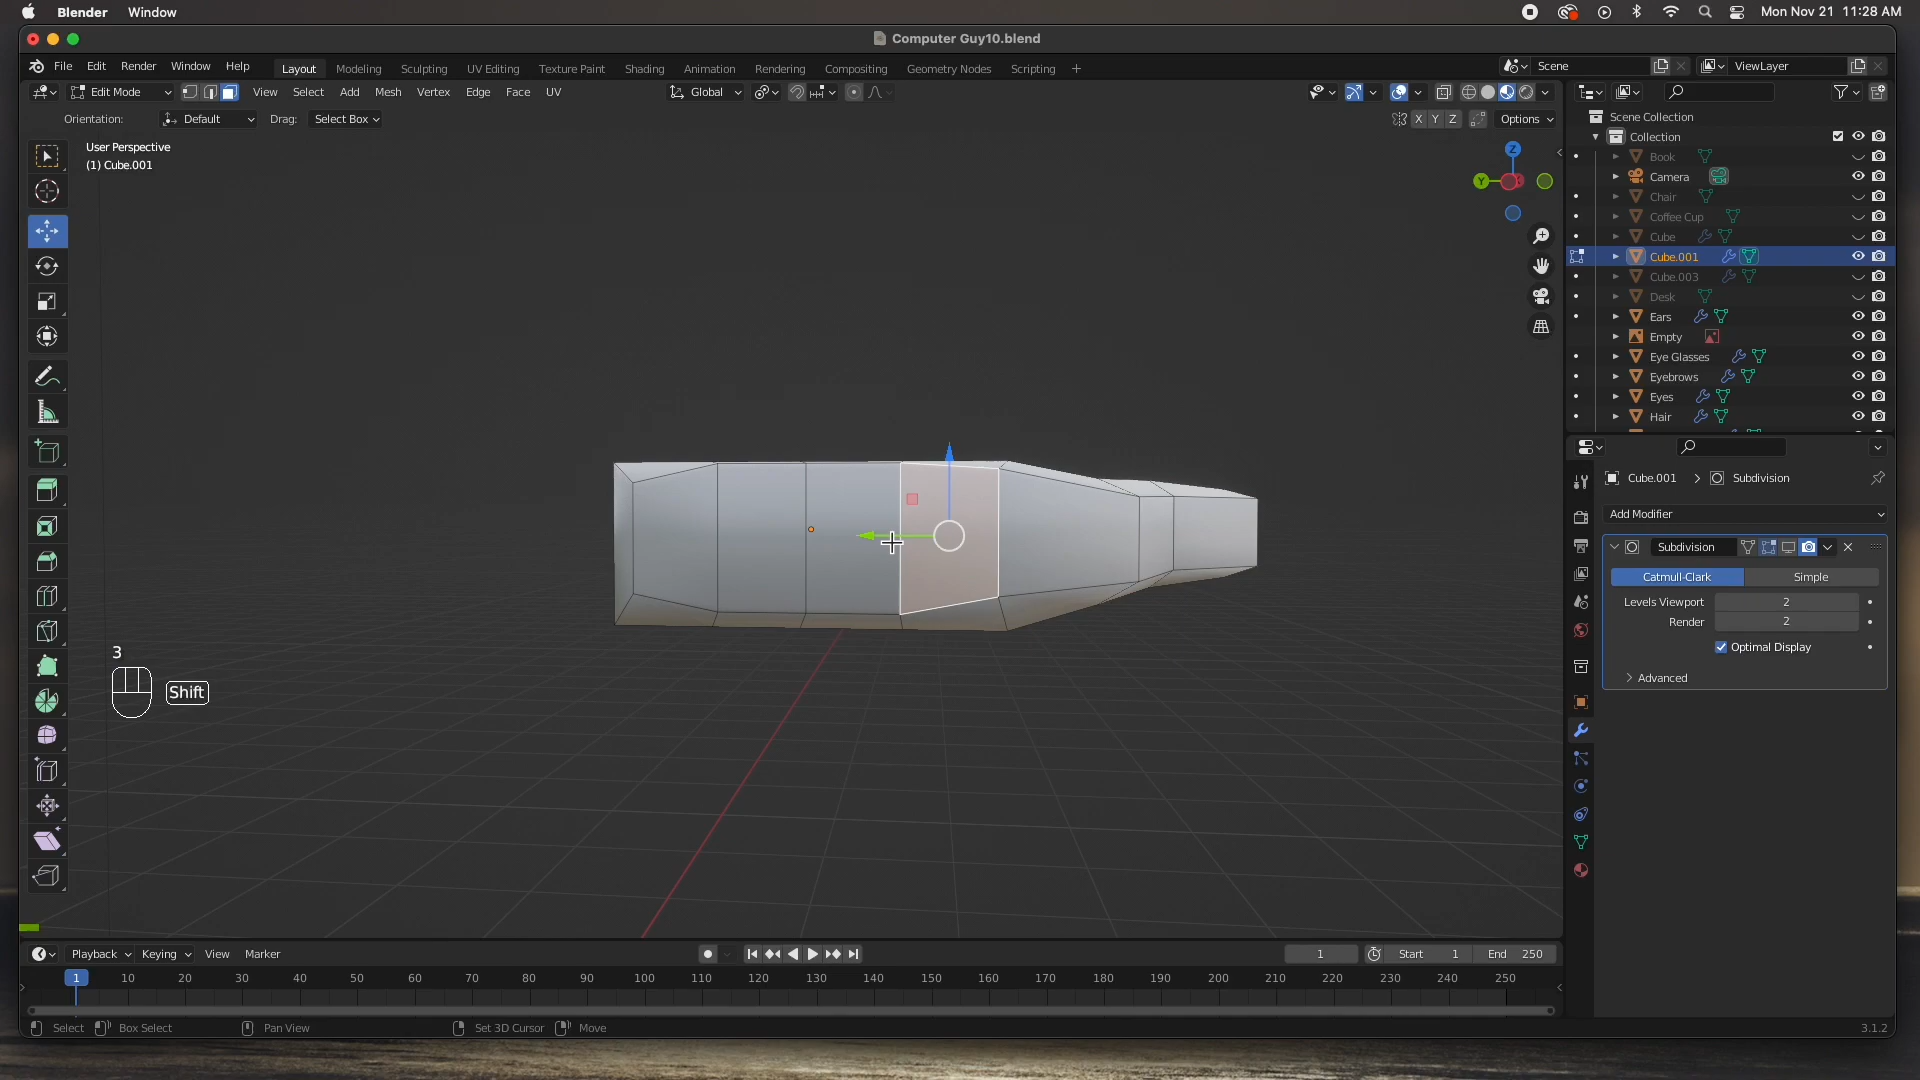 Blender Window Mon Nov 21 11:28 AM
Computer Guy10.blend
File Edit Render Window Help Layout Modeling Sculpting UV Editing Texture Paint Shading Animation Rendering Compositing Geometry Nodes Scripting + Scene ViewLayer
Edit Mode View Select Add Mesh Vertex Edge Face UV Global
Orientation: Default Drag: Select Box X Y Z Options
User Perspective
(1) Cube.001
Z
Y
Scene Collection
Collection
Book
Camera
Chair
Coffee Cup
Cube
Cube.001
Cube.003
Desk
Ears
Empty
Eye Glasses
Eyebrows
Eyes
Hair
Cube.001 > Subdivision
Add Modifier
Subdivision
Catmull-Clark Simple
Levels Viewport 2
Render 2
Optimal Display
Advanced
3
Shift
Playback Keying View Marker 1 Start 1 End 250
1 10 20 30 40 50 60 70 80 90 100 110 120 130 140 150 160 170 180 190 200 210 220 230 240 250
Select Box Select Pan View Set 3D Cursor Move 3.1.2